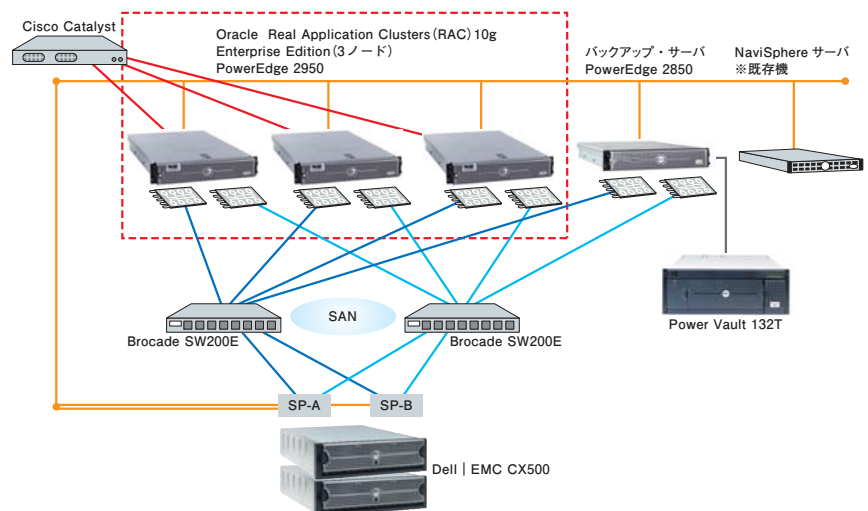 Cisco Catalyst
Oracle Real Application Clusters(RAC)10g
Enterprise Edition(3ノード)
PowerEdge 2950
バックアップ・サーバ
PowerEdge 2850
NaviSphere サーバ
※既存機
SAN
Brocade SW200E
Brocade SW200E
Power Vault 132T
SP-A
SP-B
Dell | EMC CX500